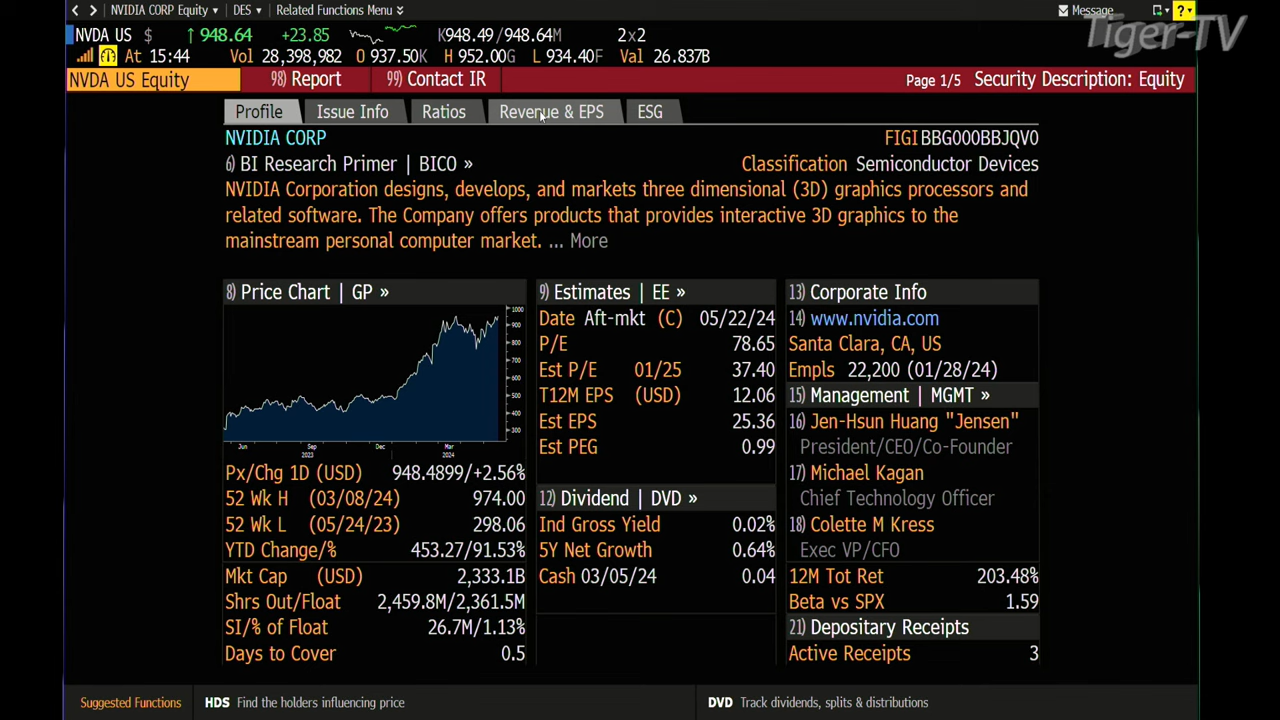 NVIDIA CORP Equity DES Related Functions Menu Message ?
Tiger-TV
NVDA US $ ↑ 948.64 +23.85 K948.49/948.64M 2x2
At 15:44 Vol 28,398,982 O 937.50K H 952.00G L 934.40F Val 26.837B
NVDA US Equity 98) Report 99) Contact IR Page 1/5 Security Description: Equity
Profile Issue Info Ratios Revenue & EPS ESG
NVIDIA CORP FIGI BBG000BBJQV0
6) BI Research Primer | BICO » Classification Semiconductor Devices
NVIDIA Corporation designs, develops, and markets three dimensional (3D) graphics processors and
related software. The Company offers products that provides interactive 3D graphics to the
mainstream personal computer market. ... More
8) Price Chart | GP »
1000
900
800
700
600
500
400
300
Jun Sep Dec Mar
2023 2024
Px/Chg 1D (USD) 948.4899/+2.56%
52 Wk H (03/08/24) 974.00
52 Wk L (05/24/23) 298.06
YTD Change/% 453.27/91.53%
Mkt Cap (USD) 2,333.1B
Shrs Out/Float 2,459.8M/2,361.5M
SI/% of Float 26.7M/1.13%
Days to Cover 0.5
9) Estimates | EE »
Date Aft-mkt (C) 05/22/24
P/E 78.65
Est P/E 01/25 37.40
T12M EPS (USD) 12.06
Est EPS 25.36
Est PEG 0.99
12) Dividend | DVD »
Ind Gross Yield 0.02%
5Y Net Growth 0.64%
Cash 03/05/24 0.04
13) Corporate Info
14) www.nvidia.com
Santa Clara, CA, US
Empls 22,200 (01/28/24)
15) Management | MGMT »
16) Jen-Hsun Huang "Jensen"
President/CEO/Co-Founder
17) Michael Kagan
Chief Technology Officer
18) Colette M Kress
Exec VP/CFO
12M Tot Ret 203.48%
Beta vs SPX 1.59
21) Depositary Receipts
Active Receipts 3
Suggested Functions HDS Find the holders influencing price DVD Track dividends, splits & distributions